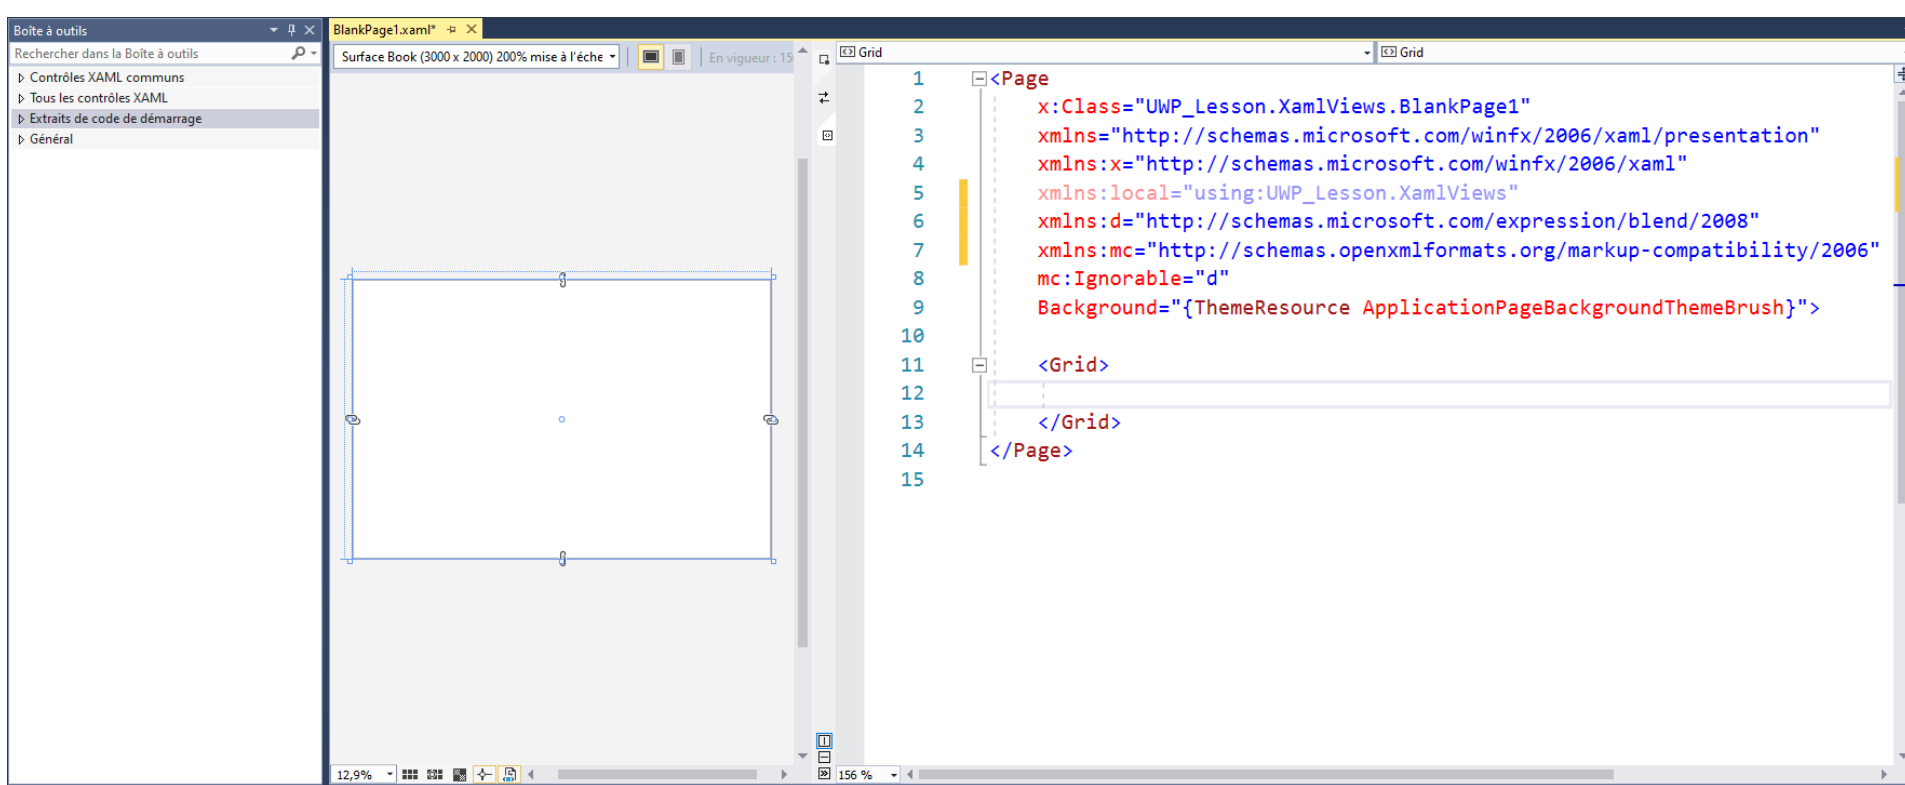 Boîte à outils
Rechercher dans la Boîte à outils
Contrôles XAML communs
Tous les contrôles XAML
Extraits de code de démarrage
Général
BlankPage1.xaml*
Surface Book (3000 x 2000) 200% mise à l'éche
En vigueur : 15
12,9%
Grid
Grid
1 <Page
2 x:Class="UWP_Lesson.XamlViews.BlankPage1"
3 xmlns="http://schemas.microsoft.com/winfx/2006/xaml/presentation"
4 xmlns:x="http://schemas.microsoft.com/winfx/2006/xaml"
5 xmlns:local="using:UWP_Lesson.XamlViews"
6 xmlns:d="http://schemas.microsoft.com/expression/blend/2008"
7 xmlns:mc="http://schemas.openxmlformats.org/markup-compatibility/2006"
8 mc:Ignorable="d"
9 Background="{ThemeResource ApplicationPageBackgroundThemeBrush}">
10
11 <Grid>
12
13 </Grid>
14 </Page>
15
156 %